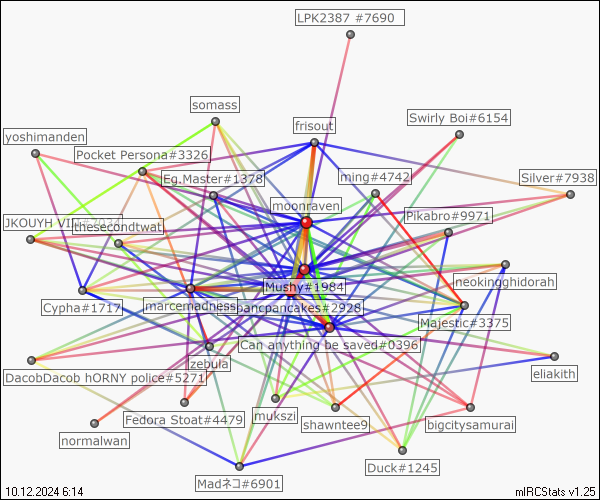 LPK2387 #7690
somass
Swirly Boi#6154
frisout
yoshimanden
Pocket Persona#3326
Eg.Master#1378
ming#4742
Silver#7938
moonraven
Pikabro#9971
JKOUYH
thesecondtwat
neokingghidorah
Mushy#1984
Cypha#1717
marcemadness
pancpancakes#2928
Majestic#3375
Can anything be saved#0396
zebula
DacobDacob hORNY police#5271
eliakith
Fedora Stoat#4479
mukszi
shawntee9
bigcitysamurai
normalwan
Duck#1245
Madネコ#6901
10.12.2024 6:14
mIRCStats v1.25